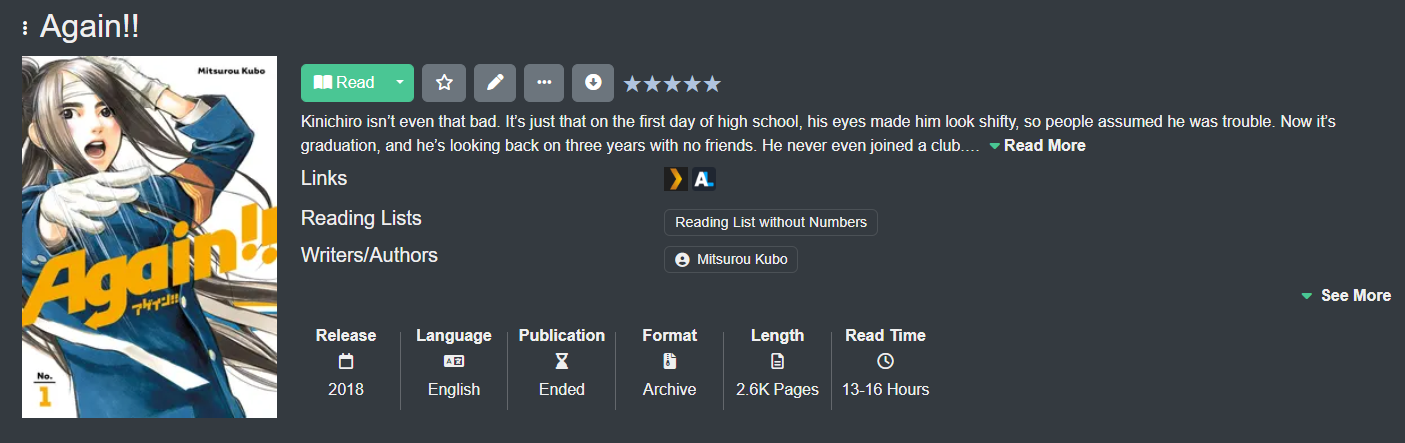 Again!!
Mitsurou Kubo
Again!!
アゲイン!!
No.
1
Read
Kinichiro isn’t even that bad. It’s just that on the first day of high school, his eyes made him look shifty, so people assumed he was trouble. Now it’s
graduation, and he’s looking back on three years with no friends. He never even joined a club.... Read More
Links
AL
Reading Lists Reading List without Numbers
Writers/Authors Mitsurou Kubo
See More
Release Language Publication Format Length Read Time
2018 English Ended Archive 2.6K Pages 13-16 Hours